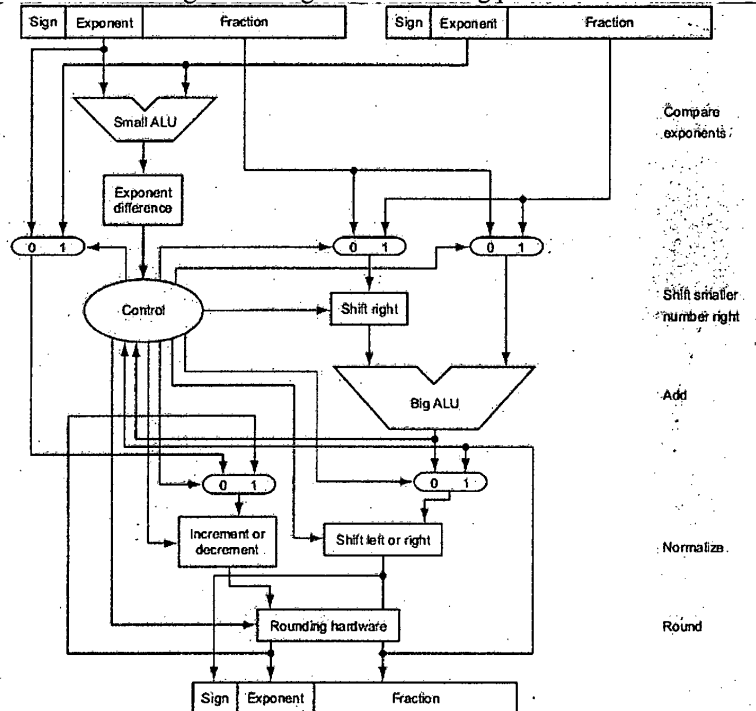 Sign Exponent Fraction Sign Exponent Fraction
Small ALU
Compare
exponents
Exponent
difference
0 1 0 1 0 1
Control
Shift right
Shift smaller
number right
Big ALU
Add
0 1 0 1
Increment or
decrement
Shift left or right
Normalize
Rounding hardware
Round
Sign Exponent Fraction